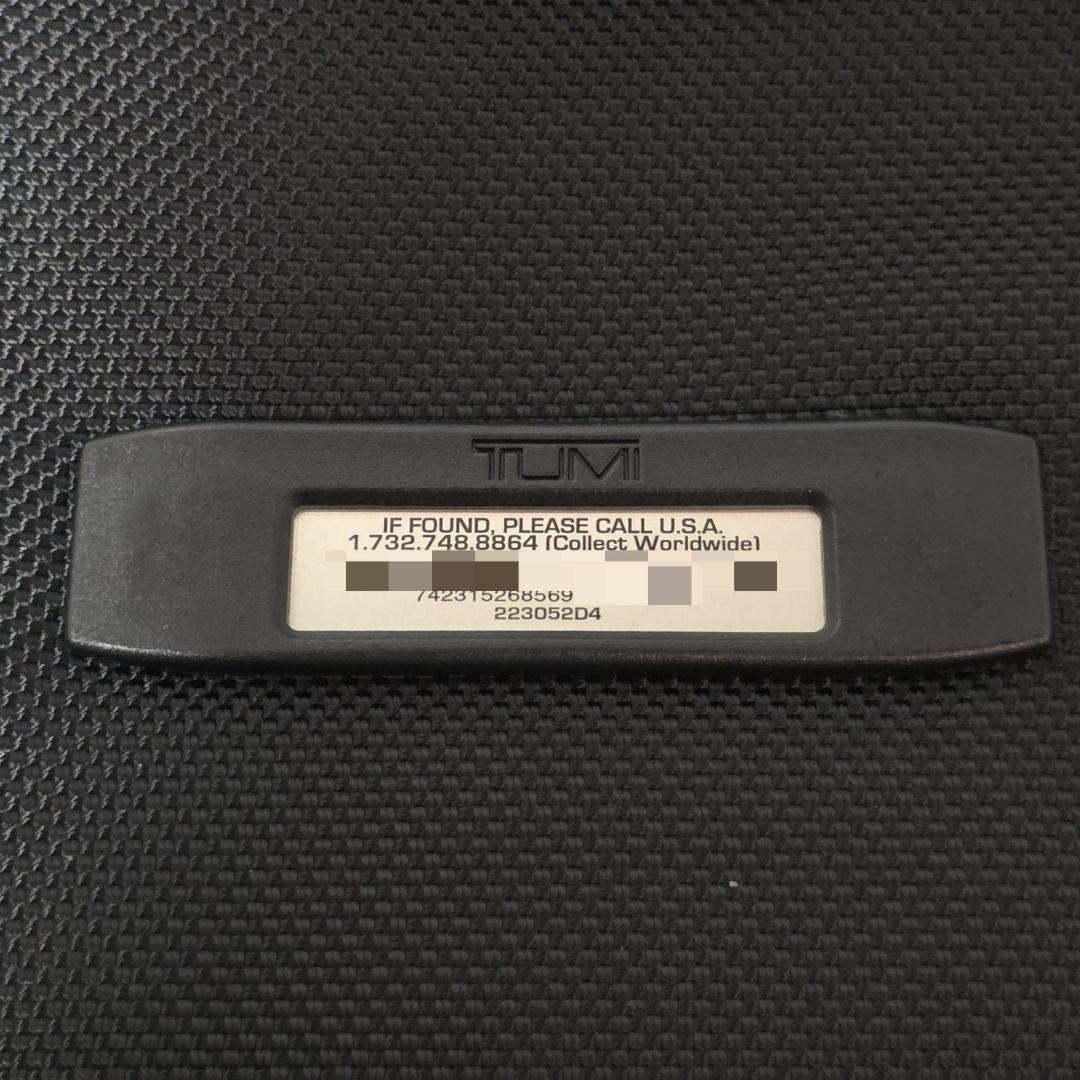 TUMI
IF FOUND, PLEASE CALL U.S.A.
1.732.748.8864 (Collect Worldwide)
742315268569
223052D4